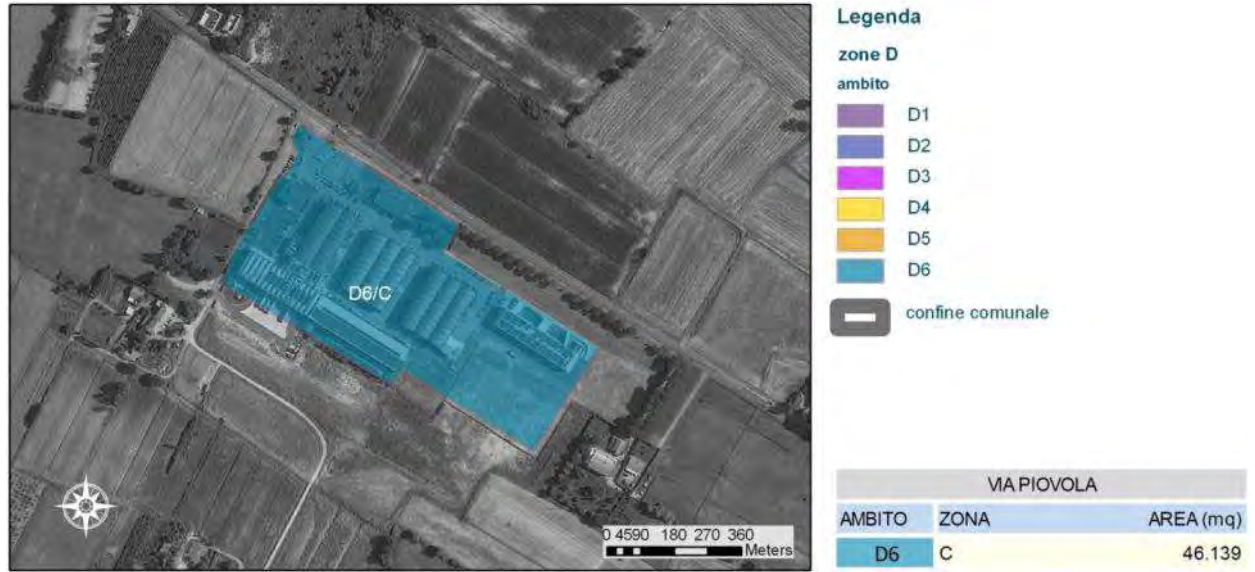 Legenda
zone D
ambito
D1
D2
D3
D4
D5
D6
confine comunale
D6/C
0 4590 180 270 360
Meters
VIA PIOVOLA
AMBITO ZONA AREA (mq)
D6 C 46.139